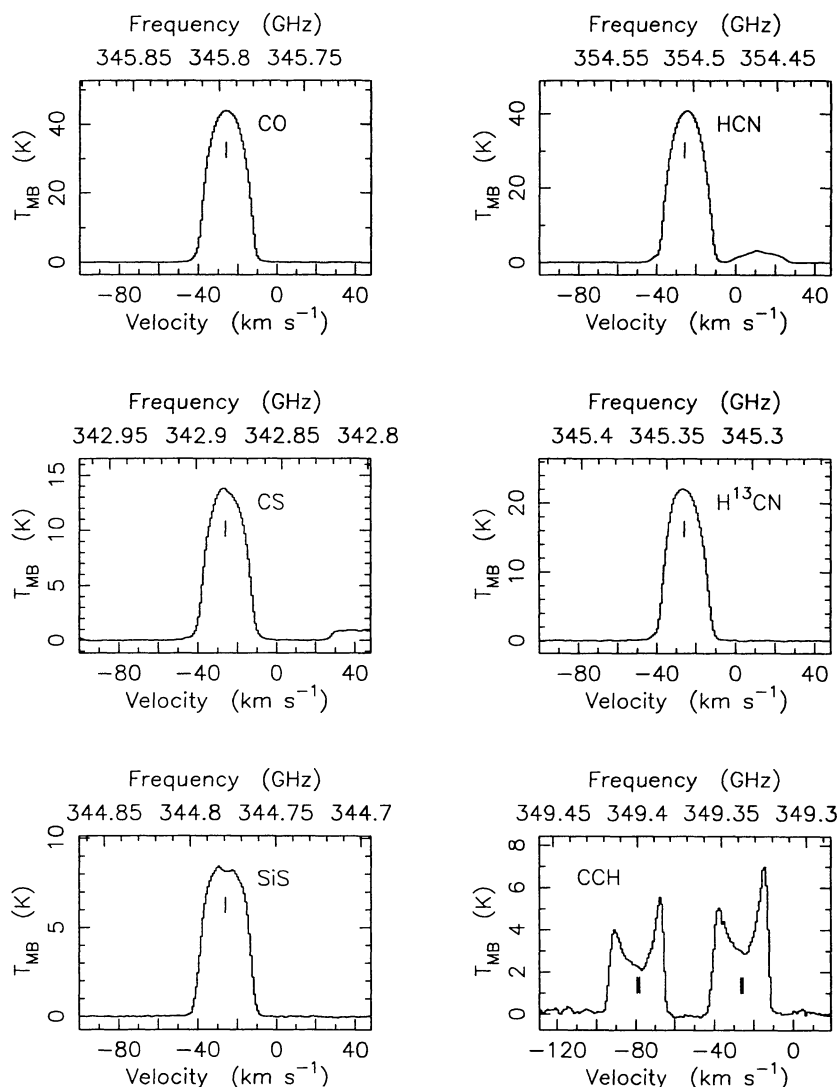 Frequency (GHz)
345.85 345.8 345.75
CO
T_MB (K)
0 20 40
−80 −40 0 40
Velocity (km s⁻¹)
Frequency (GHz)
354.55 354.5 354.45
HCN
T_MB (K)
0 20 40
−80 −40 0 40
Velocity (km s⁻¹)
Frequency (GHz)
342.95 342.9 342.85 342.8
CS
T_MB (K)
0 5 10 15
−80 −40 0 40
Velocity (km s⁻¹)
Frequency (GHz)
345.4 345.35 345.3
H¹³CN
T_MB (K)
0 10 20
−80 −40 0 40
Velocity (km s⁻¹)
Frequency (GHz)
344.85 344.8 344.75 344.7
SiS
T_MB (K)
0 5 10
−80 −40 0 40
Velocity (km s⁻¹)
Frequency (GHz)
349.45 349.4 349.35 349.3
CCH
T_MB (K)
0 2 4 6 8
−120 −80 −40 0
Velocity (km s⁻¹)